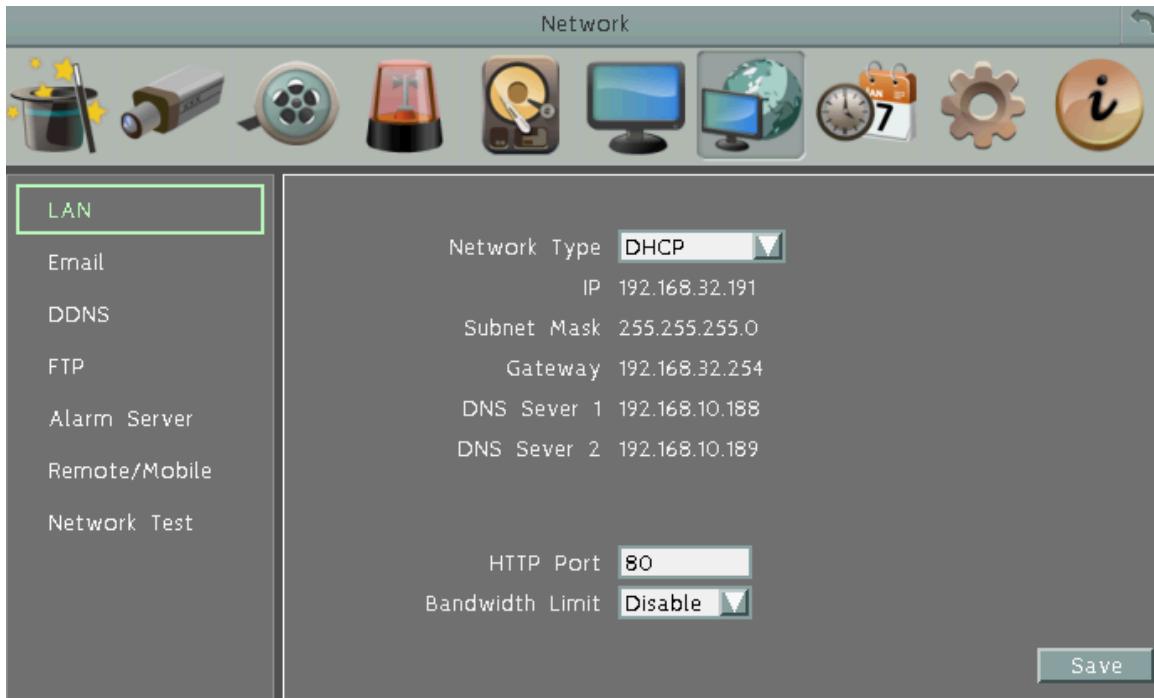 Network
JAN
7
i
LAN
Email
DDNS
FTP
Alarm Server
Remote/Mobile
Network Test
Network Type DHCP
IP 192.168.32.191
Subnet Mask 255.255.255.0
Gateway 192.168.32.254
DNS Sever 1 192.168.10.188
DNS Sever 2 192.168.10.189
HTTP Port 80
Bandwidth Limit Disable
Save